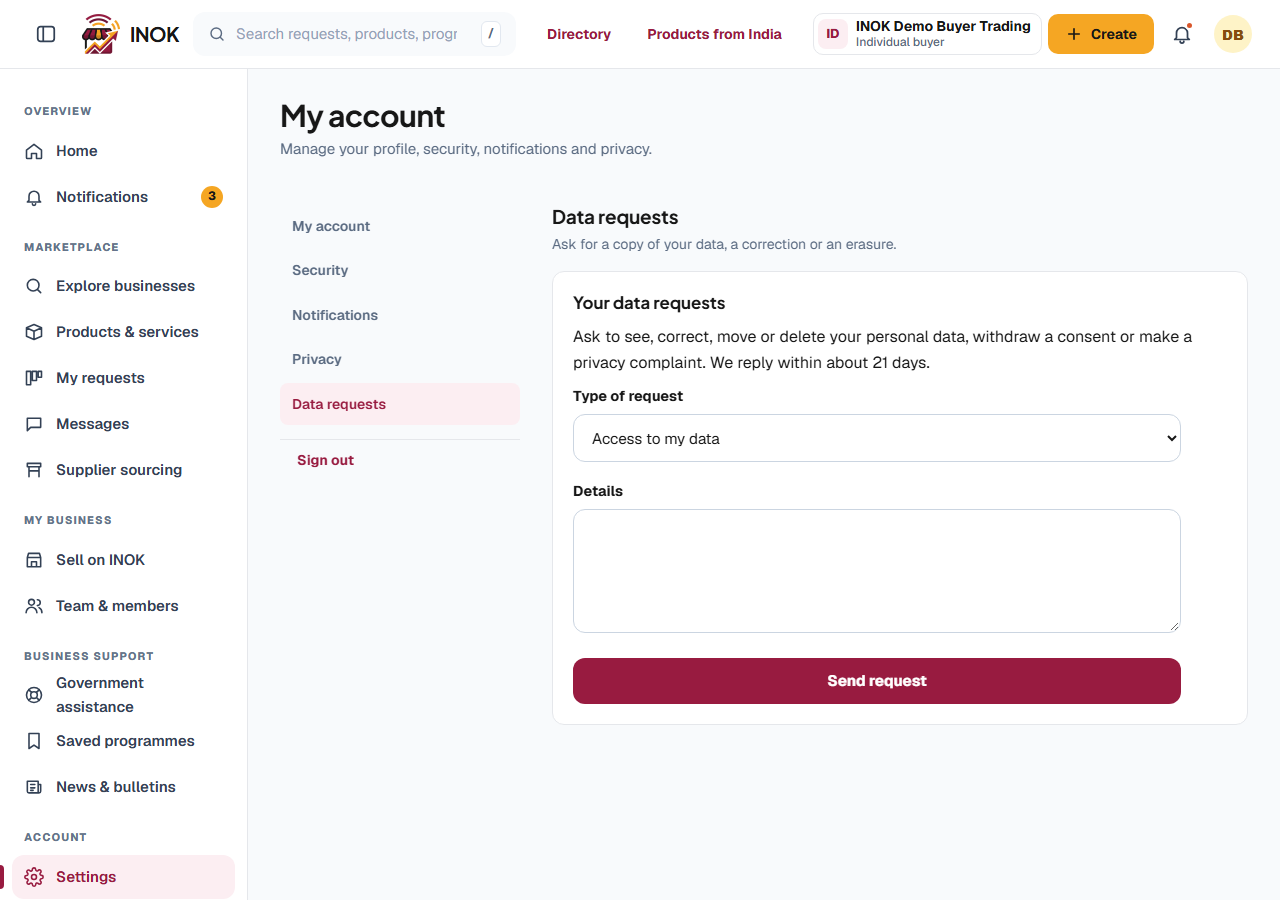 INOK
Search requests, products, progr
/
Directory
Products from India
ID
INOK Demo Buyer Trading
Individual buyer
Create
DB
OVERVIEW
Home
Notifications
3
MARKETPLACE
Explore businesses
Products & services
My requests
Messages
Supplier sourcing
MY BUSINESS
Sell on INOK
Team & members
BUSINESS SUPPORT
Government
assistance
Saved programmes
News & bulletins
ACCOUNT
Settings
My account
Manage your profile, security, notifications and privacy.
My account
Security
Notifications
Privacy
Data requests
Sign out
Data requests
Ask for a copy of your data, a correction or an erasure.
Your data requests
Ask to see, correct, move or delete your personal data, withdraw a consent or make a
privacy complaint. We reply within about 21 days.
Type of request
Access to my data
Details
Send request